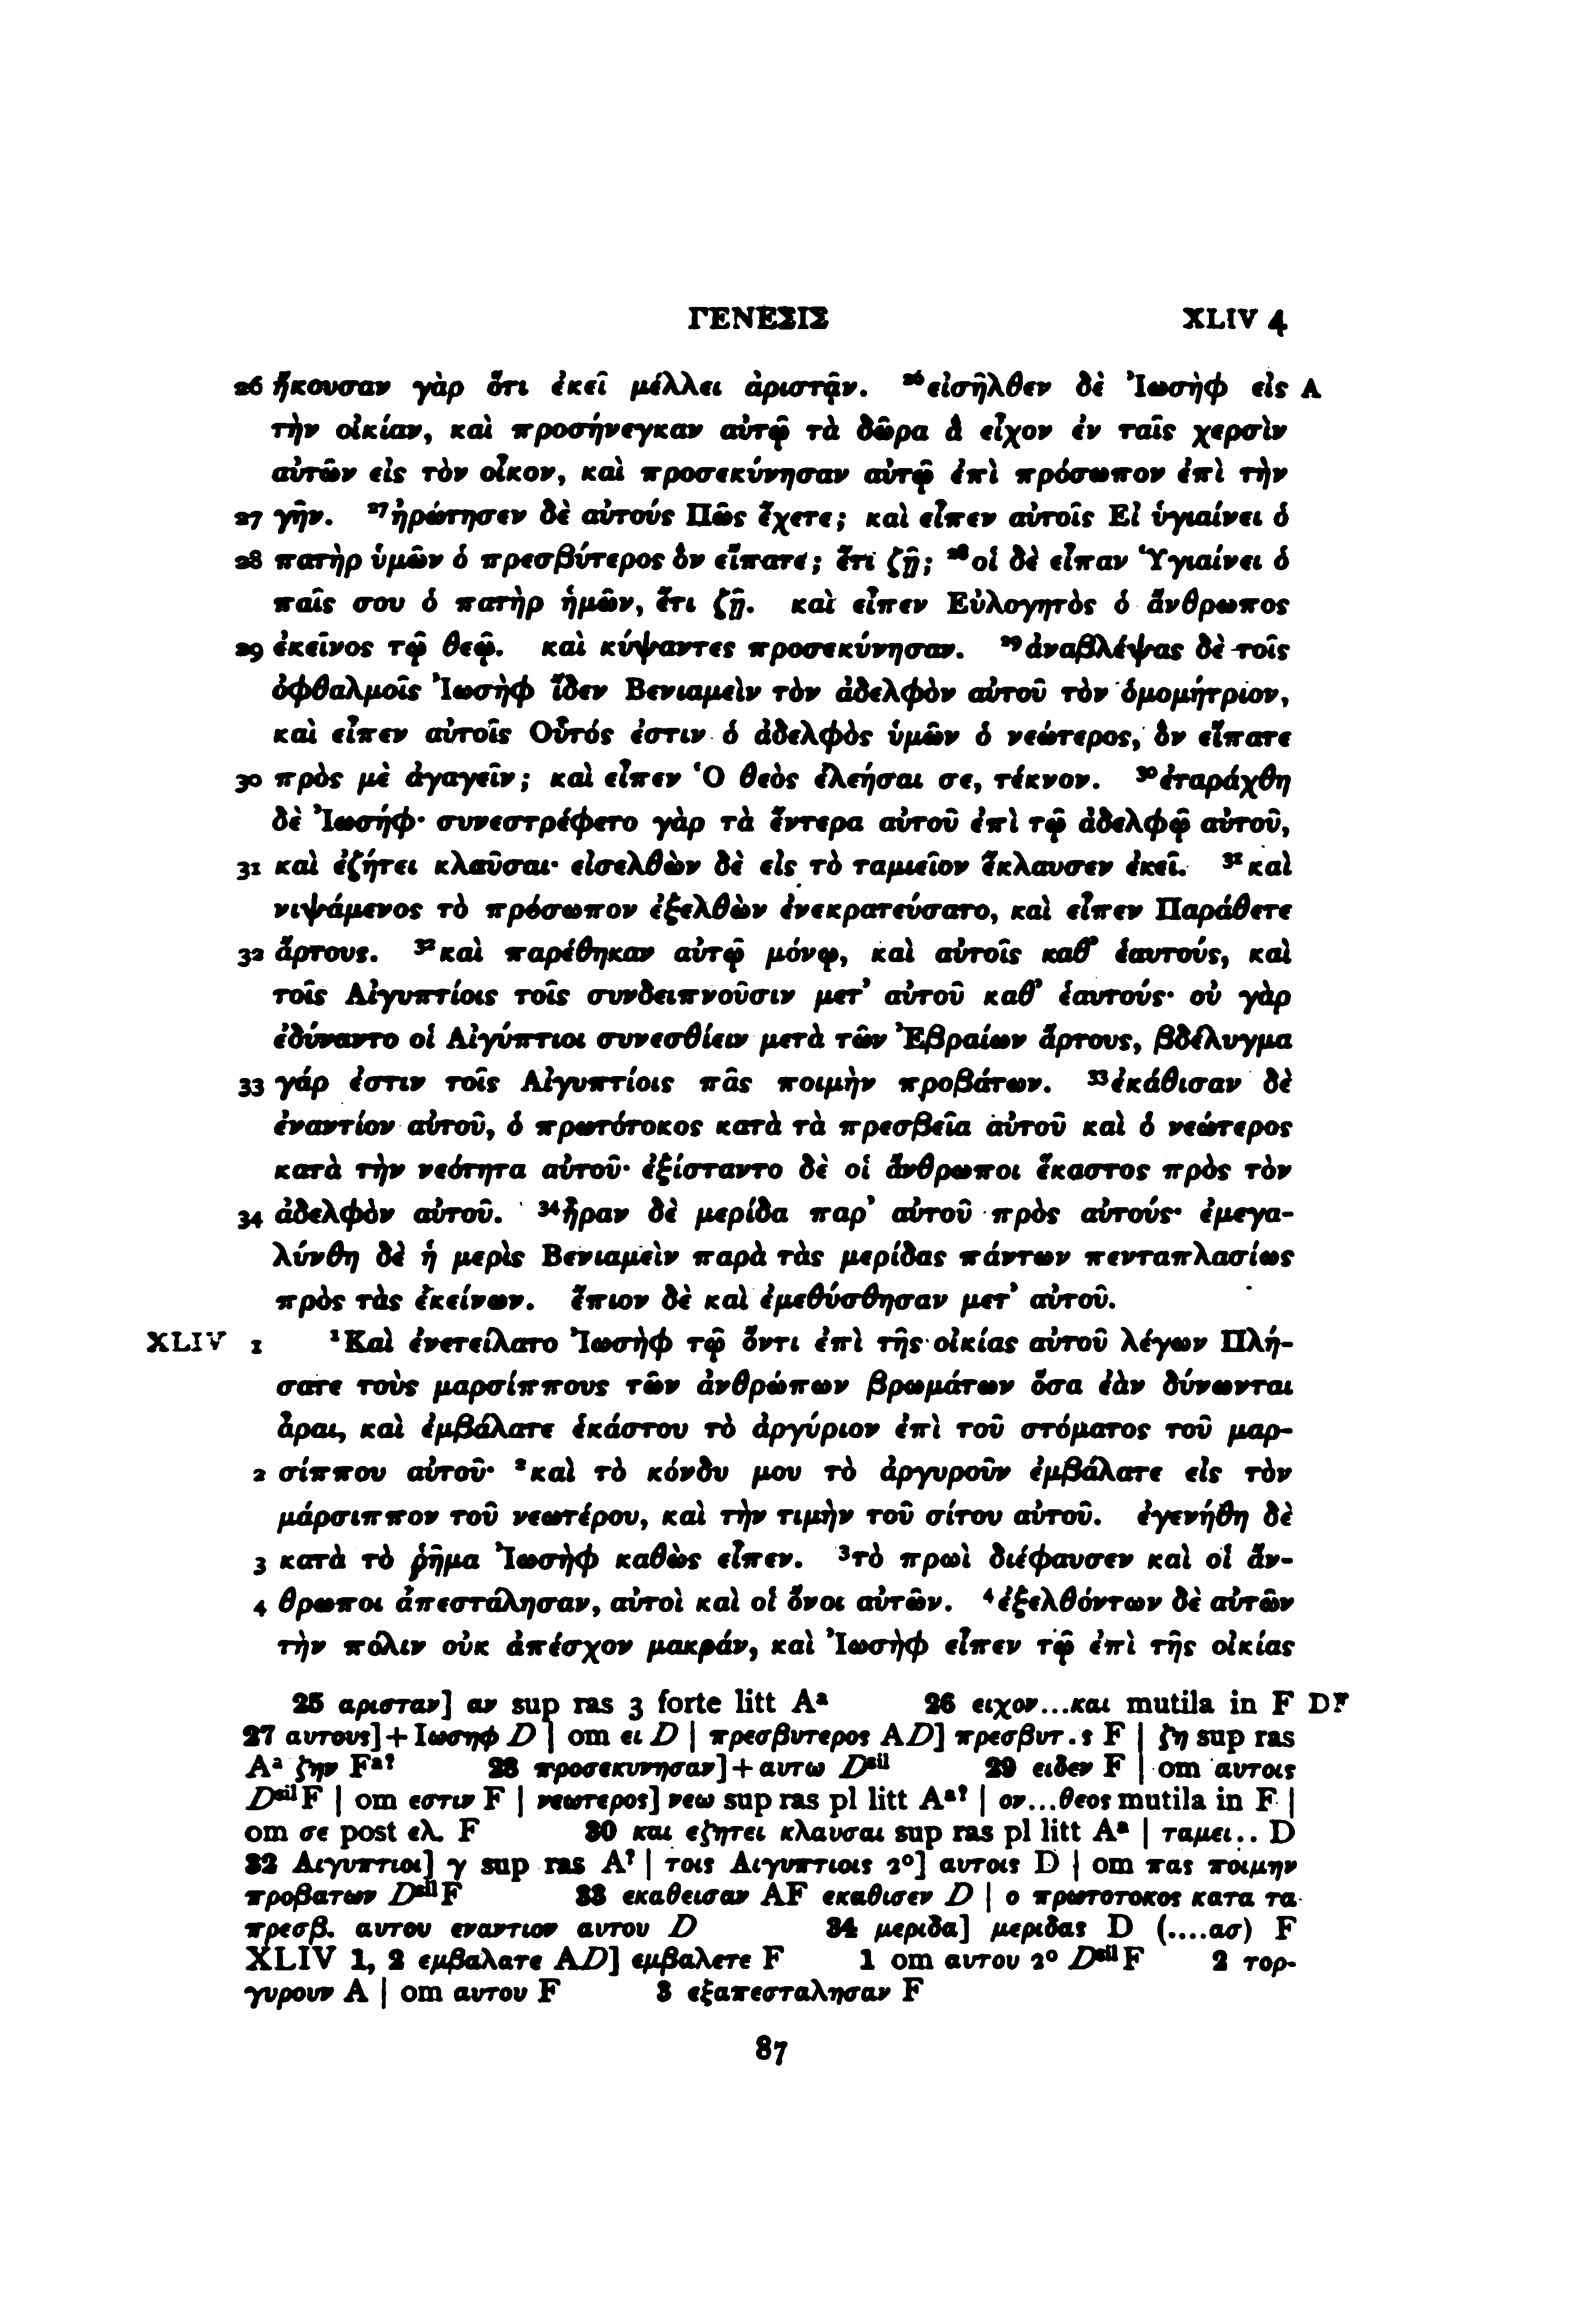 ΓΕΝΕΣΙΣ XLIV 4
26 ἤκουσαν γὰρ ὅτι ἐκεῖ μέλλει ἀριστᾷν. ²⁶εἰσῆλθεν δὲ Ἰωσὴφ εἰς A
τὴν οἰκίαν, καὶ προσήνεγκαν αὐτῷ τὰ δῶρα ἃ εἶχον ἐν ταῖς χερσὶν
αὐτῶν εἰς τὸν οἶκον, καὶ προσεκύνησαν αὐτῷ ἐπὶ πρόσωπον ἐπὶ τὴν
27 γῆν. ²⁷ἠρώτησεν δὲ αὐτούς Πῶς ἔχετε; καὶ εἶπεν αὐτοῖς Εἰ ὑγιαίνει ὁ
28 πατὴρ ὑμῶν ὁ πρεσβύτερος ὃν εἴπατε; ἔτι ζῇ; ²⁸οἱ δὲ εἶπαν Ὑγιαίνει ὁ
παῖς σου ὁ πατὴρ ἡμῶν, ἔτι ζῇ. καὶ εἶπεν Εὐλογητὸς ὁ ἄνθρωπος
29 ἐκεῖνος τῷ θεῷ. καὶ κύψαντες προσεκύνησαν. ²⁹ἀναβλέψας δὲ τοῖς
ὀφθαλμοῖς Ἰωσὴφ ἴδεν Βενιαμεὶν τὸν ἀδελφὸν αὐτοῦ τὸν ὁμομήτριον,
καὶ εἶπεν αὐτοῖς Οὗτός ἐστιν ὁ ἀδελφὸς ὑμῶν ὁ νεώτερος, ὃν εἴπατε
30 πρὸς μὲ ἀγαγεῖν; καὶ εἶπεν Ὁ θεὸς ἐλεήσαι σε, τέκνον. ³⁰ἐταράχθη
δὲ Ἰωσήφ· συνεστρέφετο γὰρ τὰ ἔντερα αὐτοῦ ἐπὶ τῷ ἀδελφῷ αὐτοῦ,
31 καὶ ἐζήτει κλαῦσαι· εἰσελθὼν δὲ εἰς τὸ ταμιεῖον ἔκλαυσεν ἐκεῖ. ³¹καὶ
νιψάμενος τὸ πρόσωπον ἐξελθὼν ἐνεκρατεύσατο, καὶ εἶπεν Παράθετε
32 ἄρτους. ³²καὶ παρέθηκαν αὐτῷ μόνῳ, καὶ αὐτοῖς καθ᾽ ἑαυτούς, καὶ
τοῖς Αἰγυπτίοις τοῖς συνδειπνοῦσιν μετ᾽ αὐτοῦ καθ᾽ ἑαυτούς· οὐ γὰρ
ἐδύναντο οἱ Αἰγύπτιοι συνεσθίειν μετὰ τῶν Ἐβραίων ἄρτους, βδέλυγμα
33 γάρ ἐστιν τοῖς Αἰγυπτίοις πᾶς ποιμὴν προβάτων. ³³ἐκάθισαν δὲ
ἐναντίον αὐτοῦ, ὁ πρωτότοκος κατὰ τὰ πρεσβεῖα αὐτοῦ καὶ ὁ νεώτερος
κατὰ τὴν νεότητα αὐτοῦ· ἐξίσταντο δὲ οἱ ἄνθρωποι ἕκαστος πρὸς τὸν
34 ἀδελφὸν αὐτοῦ. ³⁴ἦραν δὲ μερίδα παρ᾽ αὐτοῦ πρὸς αὐτούς· ἐμεγα-
λύνθη δὲ ἡ μερὶς Βενιαμεὶν παρὰ τὰς μερίδας πάντων πενταπλασίως
πρὸς τὰς ἐκείνων. ἔπιον δὲ καὶ ἐμεθύσθησαν μετ᾽ αὐτοῦ.
XLIV 1 ¹Καὶ ἐνετείλατο Ἰωσὴφ τῷ ὄντι ἐπὶ τῆς οἰκίας αὐτοῦ λέγων Πλή-
σατε τοὺς μαρσίππους τῶν ἀνθρώπων βρωμάτων ὅσα ἐὰν δύνωνται
ἆραι, καὶ ἐμβάλατε ἑκάστου τὸ ἀργύριον ἐπὶ τοῦ στόματος τοῦ μαρ-
2 σίππου αὐτοῦ· ²καὶ τὸ κόνδυ μου τὸ ἀργυροῦν ἐμβάλατε εἰς τὸν
μάρσιππον τοῦ νεωτέρου, καὶ τὴν τιμὴν τοῦ σίτου αὐτοῦ. ἐγενήθη δὲ
3 κατὰ τὸ ῥῆμα Ἰωσὴφ καθὼς εἶπεν. ³τὸ πρωὶ διέφαυσεν καὶ οἱ ἄν-
4 θρωποι ἀπεστάλησαν, αὐτοὶ καὶ οἱ ὄνοι αὐτῶν. ⁴ἐξελθόντων δὲ αὐτῶν
τὴν πόλιν οὐκ ἀπέσχον μακράν, καὶ Ἰωσὴφ εἶπεν τῷ ἐπὶ τῆς οἰκίας
25 αρισταν] αν sup ras 3 forte litt Aᵃ 26 ειχον...και mutila in F DF
27 αυτους]+Ιωσηφ D | om ει D | πρεσβυτερος AD] πρεσβυτ.ς F | ζη sup ras
Aᵃ ζην Fᵃ? 28 προσεκυνησαν]+αυτω Dˢⁱˡ 29 ειδεν F | om αυτοις
DˢⁱˡF | om εστιν F | νεωτερος] νεω sup ras pl litt Aᵃ? | ον...θεος mutila in F |
om σε post ελ. F 30 και εζητει κλαυσαι sup ras pl litt Aᵃ | ταμει.. D
32 Αιγυπτιοι] γ sup ras A? | τοις Αιγυπτιοις 2°] αυτοις D | om πας ποιμην
προβατων DˢⁱˡF 33 εκαθεισαν AF εκαθισεν D | ο πρωτοτοκος κατα τα
πρεσβ. αυτου εναντιον αυτου D 34 μεριδα] μεριδας D (....ασ) F
XLIV 1, 2 εμβαλατε AD] εμβαλετε F 1 om αυτου 2° DˢⁱˡF 2 τορ-
γυρουν A | om αυτου F 3 εξαπεσταλησαν F
87